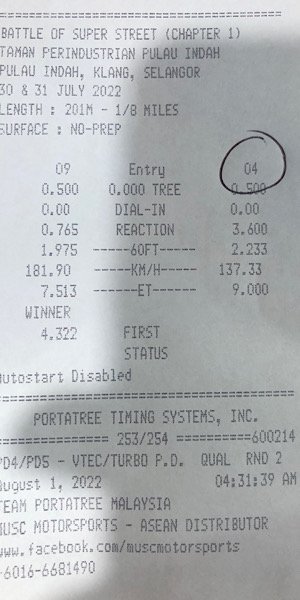 =================================
BATTLE OF SUPER STREET (CHAPTER 1)
TAMAN PERINDUSTRIAN PULAU INDAH
PULAU INDAH, KLANG, SELANGOR
30 & 31 JULY 2022
LENGTH : 201M - 1/8 MILES
SURFACE : NO-PREP
09 Entry 04
0.500 0.000 TREE 0.500
0.00 DIAL-IN 0.00
0.765 REACTION 3.600
1.975 -----60FT----- 2.233
181.90 -----KM/H----- 137.33
7.513 ------ET------ 9.000
WINNER
4.322 FIRST
STATUS
Autostart Disabled
=================================
PORTATREE TIMING SYSTEMS, INC.
============== 253/254 ==========600214
PD4/PD5 - VTEC/TURBO P.D. QUAL RND 2
August 1, 2022 04:31:39 AM
TEAM PORTATREE MALAYSIA
MUSC MOTORSPORTS - ASEAN DISTRIBUTOR
www.facebook.com/muscmotorsports
-6016-6681490